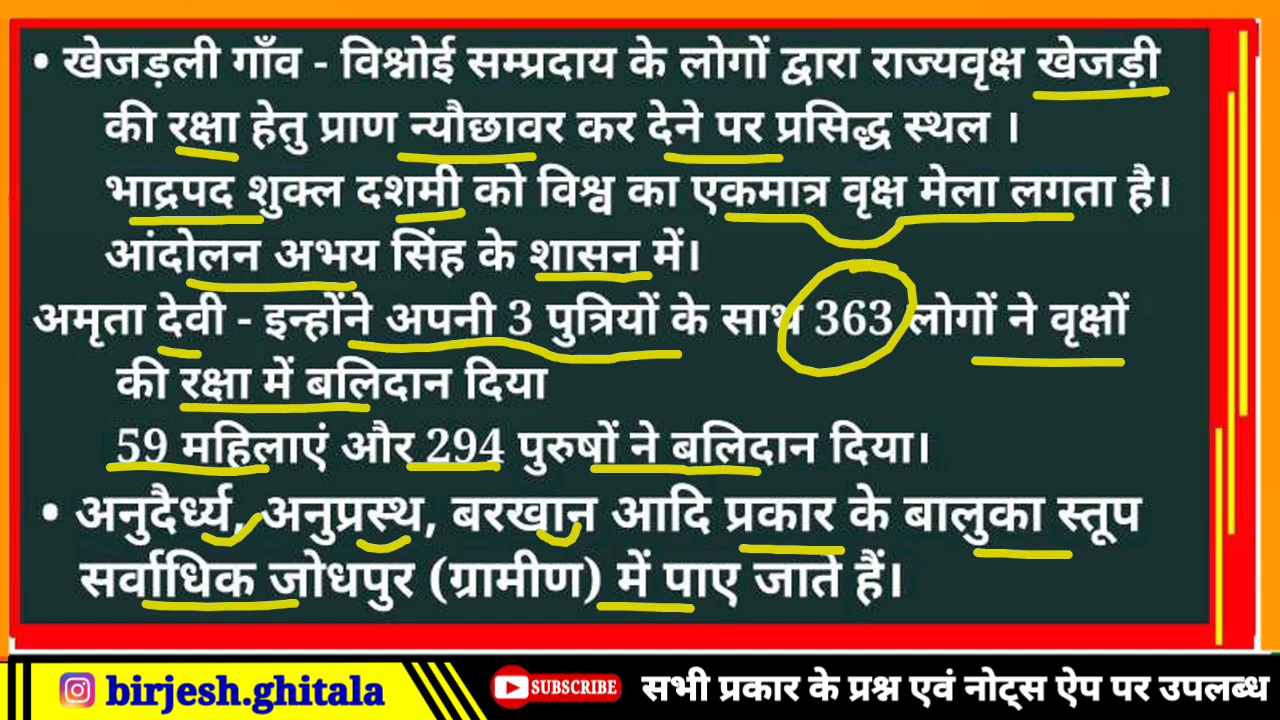 • खेजड़ली गाँव - विश्नोई सम्प्रदाय के लोगों द्वारा राज्यवृक्ष खेजड़ी
की रक्षा हेतु प्राण न्यौछावर कर देने पर प्रसिद्ध स्थल ।
भाद्रपद शुक्ल दशमी को विश्व का एकमात्र वृक्ष मेला लगता है।
आंदोलन अभय सिंह के शासन में।
अमृता देवी - इन्होंने अपनी 3 पुत्रियों के साथ 363 लोगों ने वृक्षों
की रक्षा में बलिदान दिया
59 महिलाएं और 294 पुरुषों ने बलिदान दिया।
• अनुदैर्ध्य, अनुप्रस्थ, बरखान आदि प्रकार के बालुका स्तूप
सर्वाधिक जोधपुर (ग्रामीण) में पाए जाते हैं।
birjesh.ghitala SUBSCRIBE सभी प्रकार के प्रश्न एवं नोट्स ऐप पर उपलब्ध